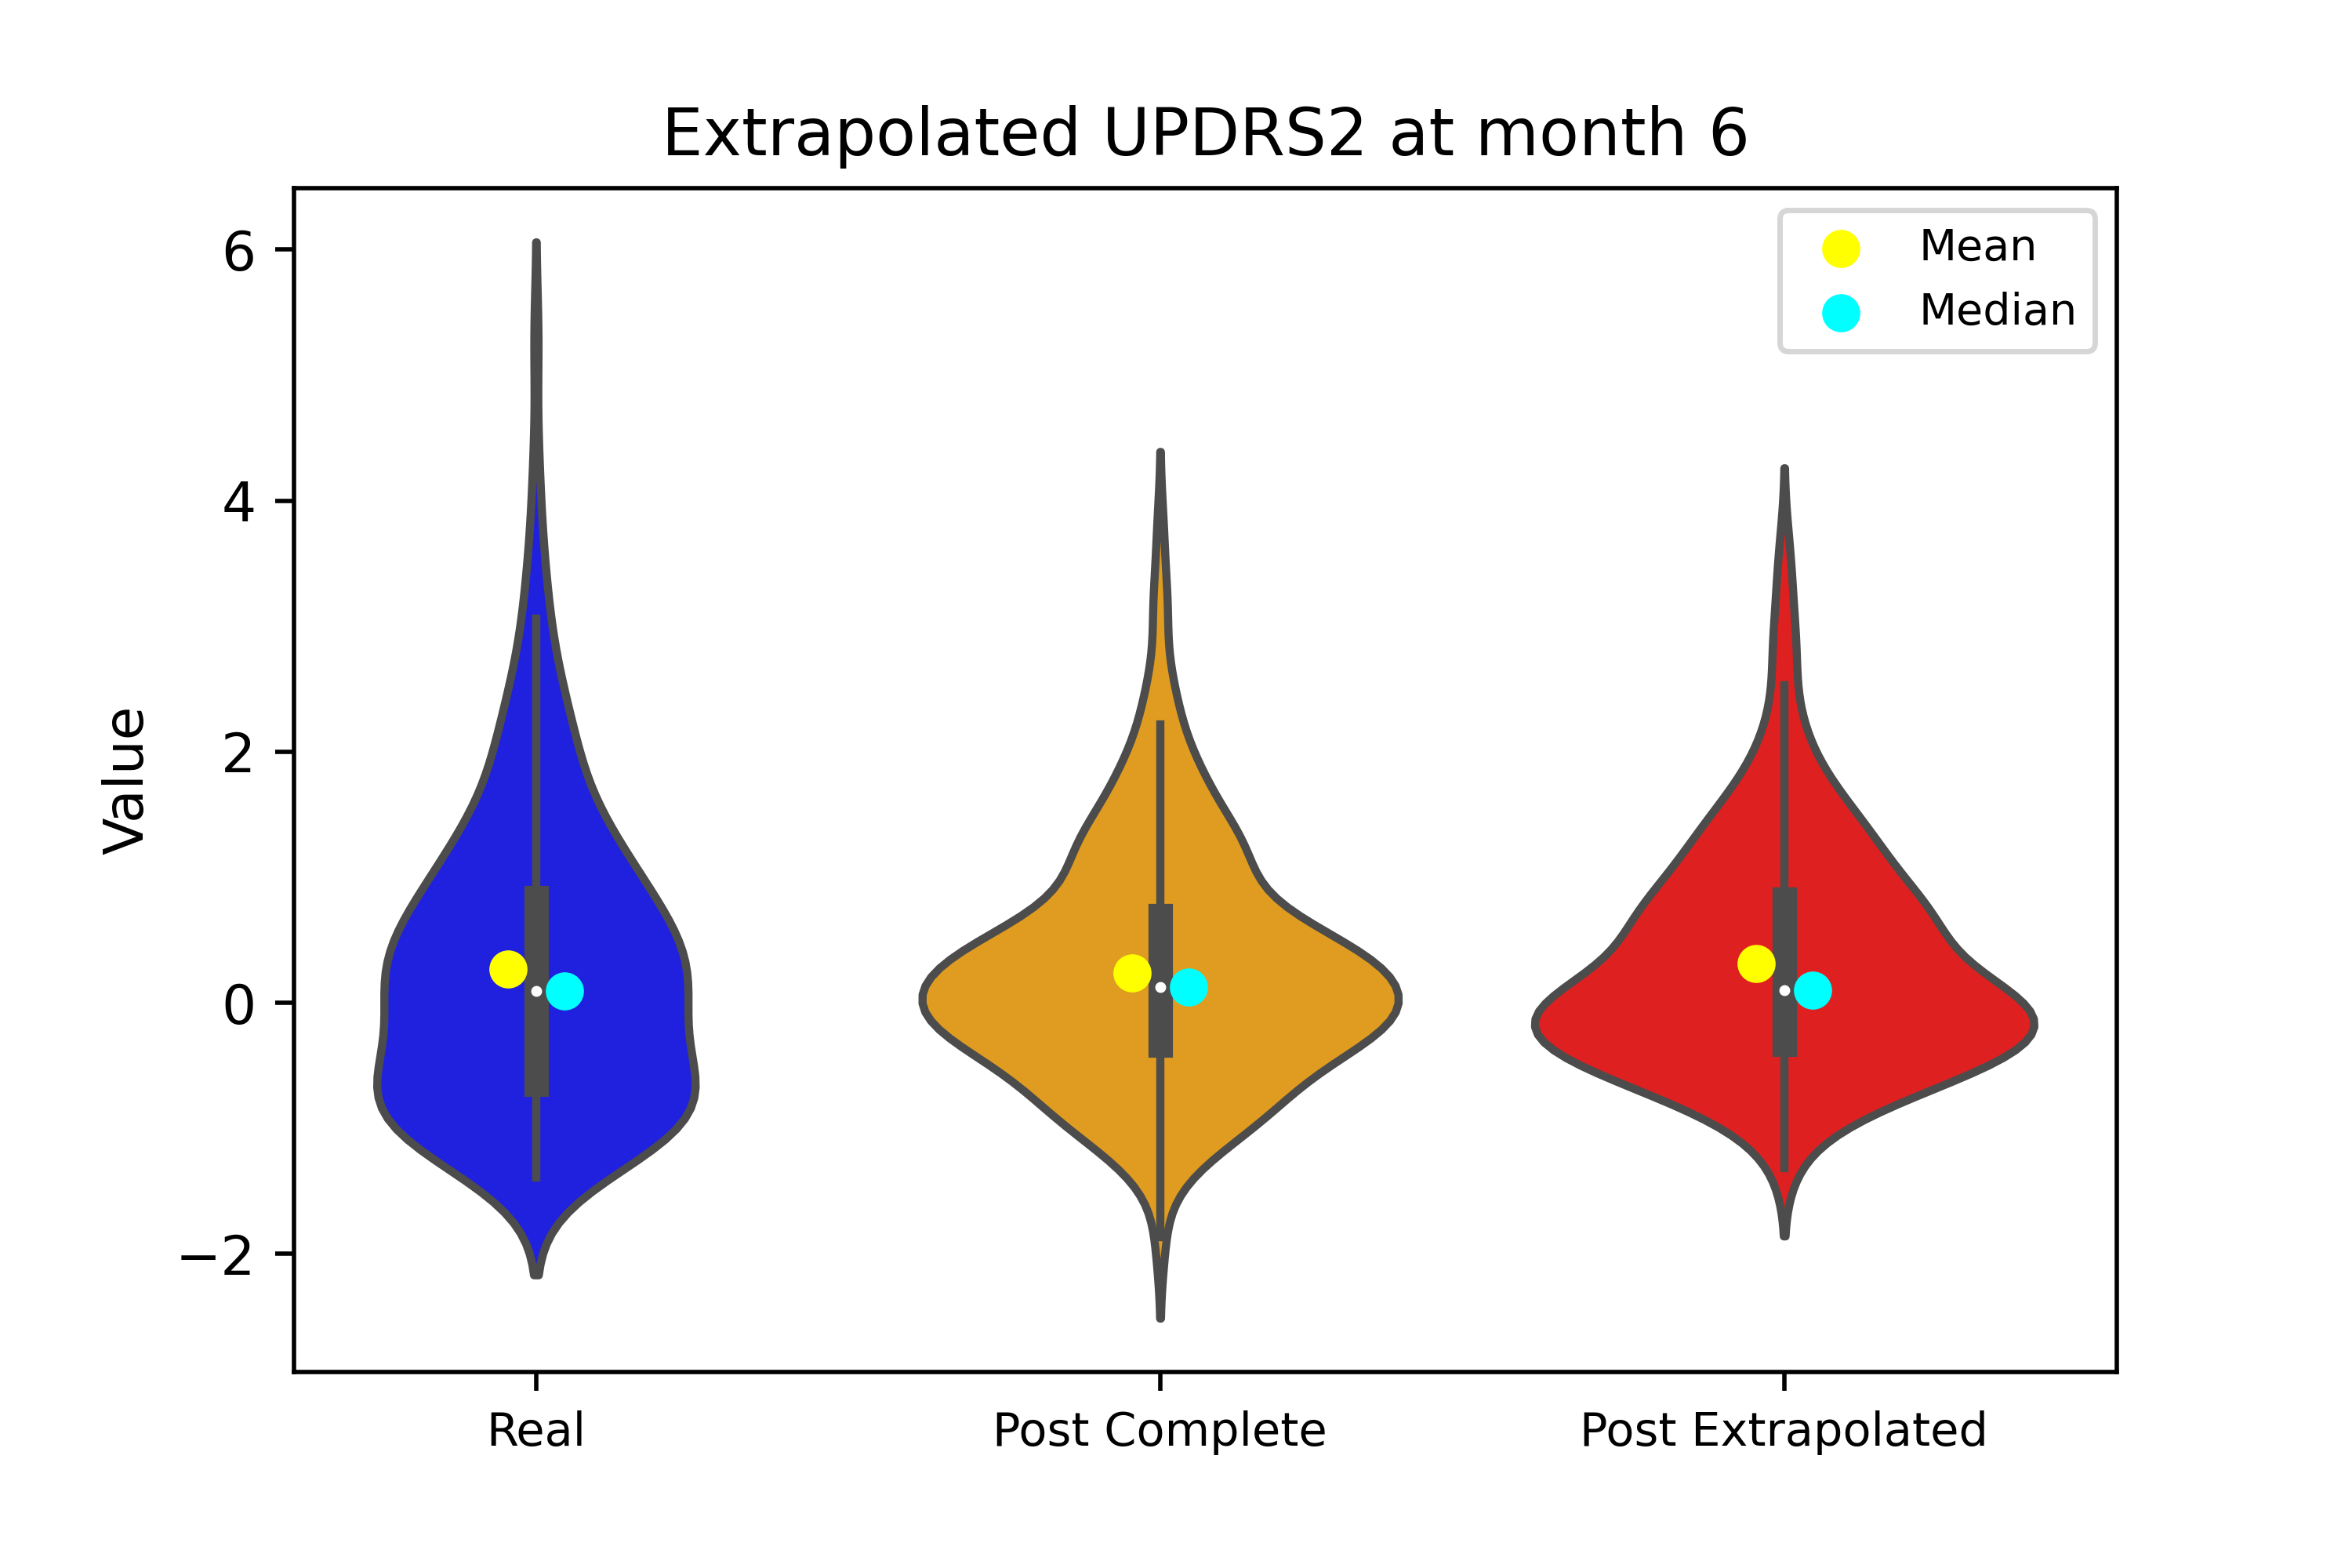 Extrapolated UPDRS2 at month 6
Mean
Median
6
4
2
0
−2
Value
Real
Post Complete
Post Extrapolated